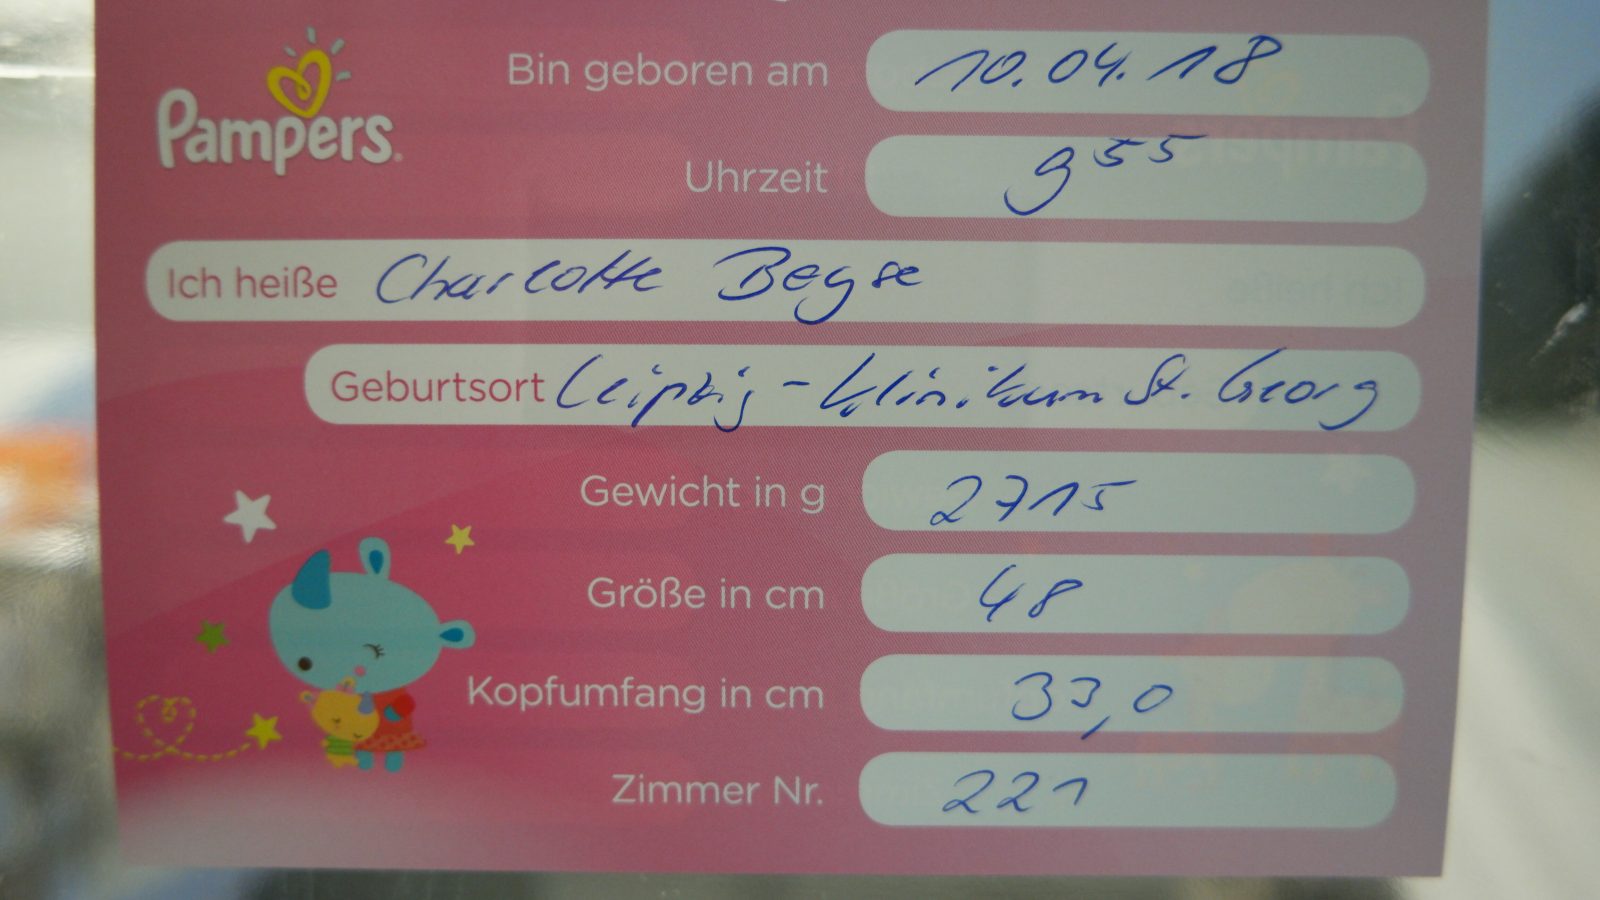 Pampers
Bin geboren am 10.04.18
Uhrzeit 9 55
Ich heiße Charlotte Beyse
Geburtsort Leipzig - Klinikum St. Georg
Gewicht in g 2715
Größe in cm 48
Kopfumfang in cm 33,0
Zimmer Nr. 221